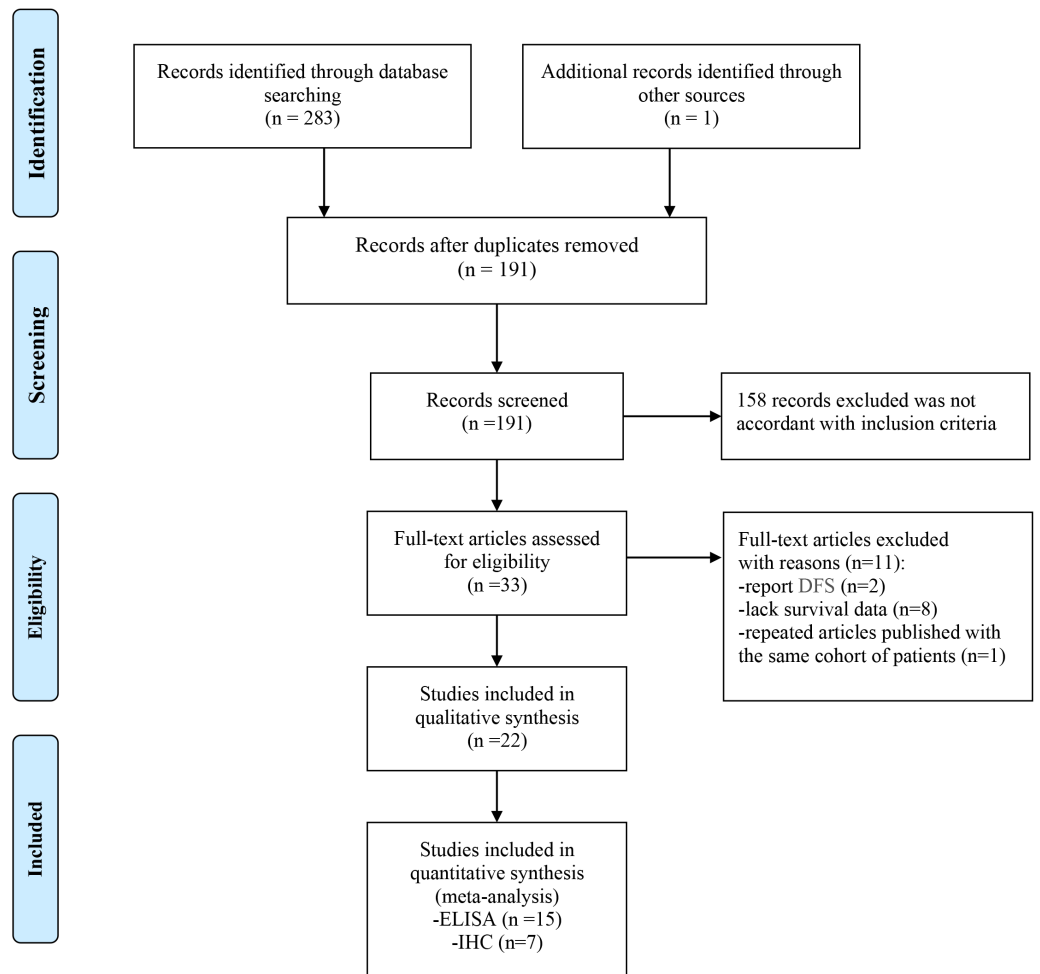 Identification
Records identified through database
searching
(n = 283)
Additional records identified through
other sources
(n = 1)
Records after duplicates removed
(n = 191)
Screening
Records screened
(n =191)
158 records excluded was not
accordant with inclusion criteria
Eligibility
Full-text articles assessed
for eligibility
(n =33)
Full-text articles excluded
with reasons (n=11):
-report DFS (n=2)
-lack survival data (n=8)
-repeated articles published with
the same cohort of patients (n=1)
Studies included in
qualitative synthesis
(n =22)
Included
Studies included in
quantitative synthesis
(meta-analysis)
-ELISA (n =15)
-IHC (n=7)